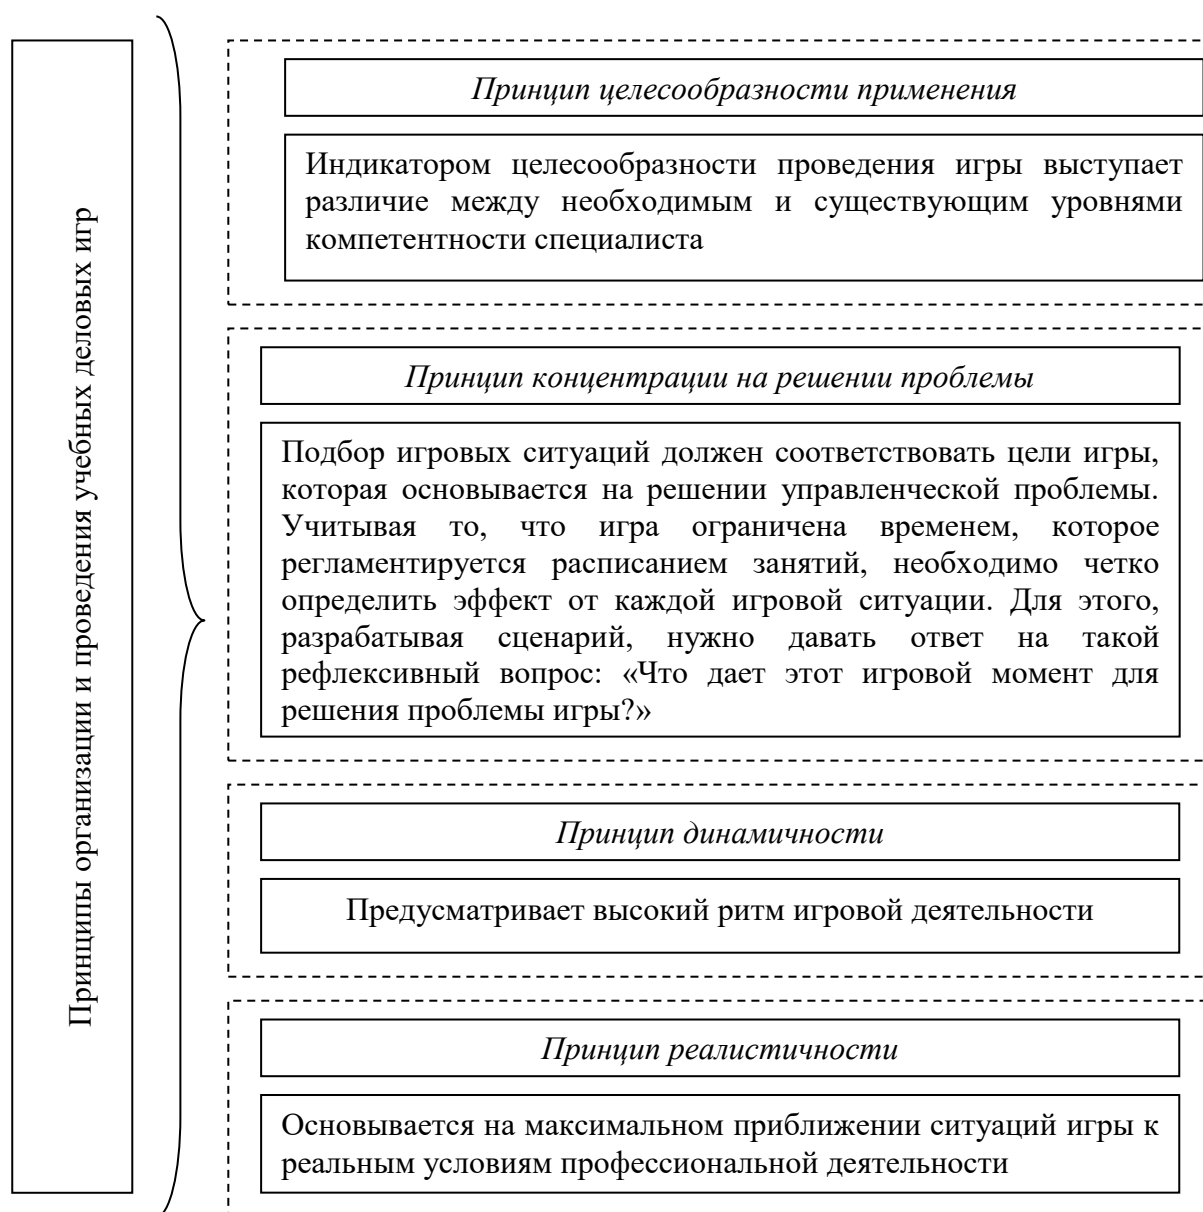 Принципы организации и проведения учебных деловых игр
Принцип целесообразности применения
Индикатором целесообразности проведения игры выступает
различие между необходимым и существующим уровнями
компетентности специалиста
Принцип концентрации на решении проблемы
Подбор игровых ситуаций должен соответствовать цели игры,
которая основывается на решении управленческой проблемы.
Учитывая то, что игра ограничена временем, которое
регламентируется расписанием занятий, необходимо четко
определить эффект от каждой игровой ситуации. Для этого,
разрабатывая сценарий, нужно давать ответ на такой
рефлексивный вопрос: «Что дает этот игровой момент для
решения проблемы игры?»
Принцип динамичности
Предусматривает высокий ритм игровой деятельности
Принцип реалистичности
Основывается на максимальном приближении ситуаций игры к
реальным условиям профессиональной деятельности